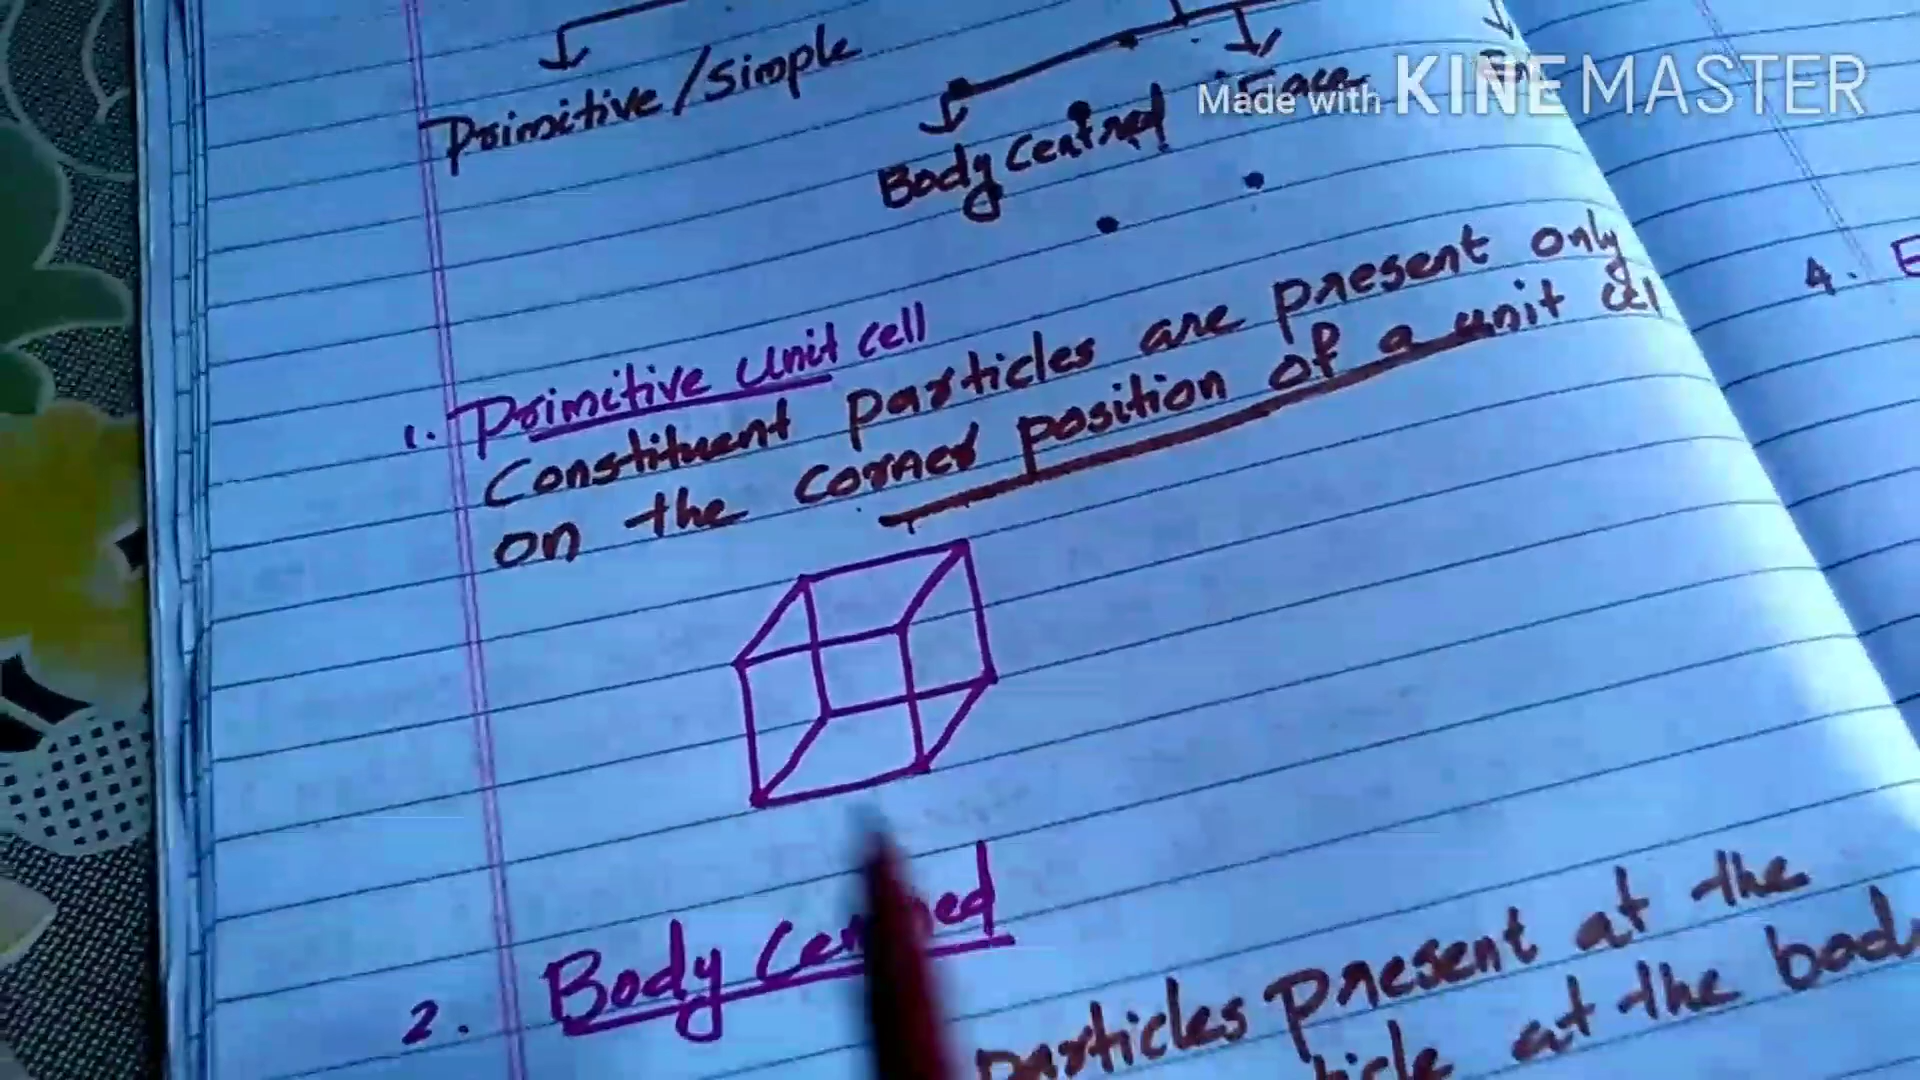 Primitive/Simple
Body Centred
Face
Made with KINEMASTER
1. Primitive Unit cell
Constituent particles are present only
on the corner position of a unit cell
4.
2. Body Centred
particles present at the
at the body